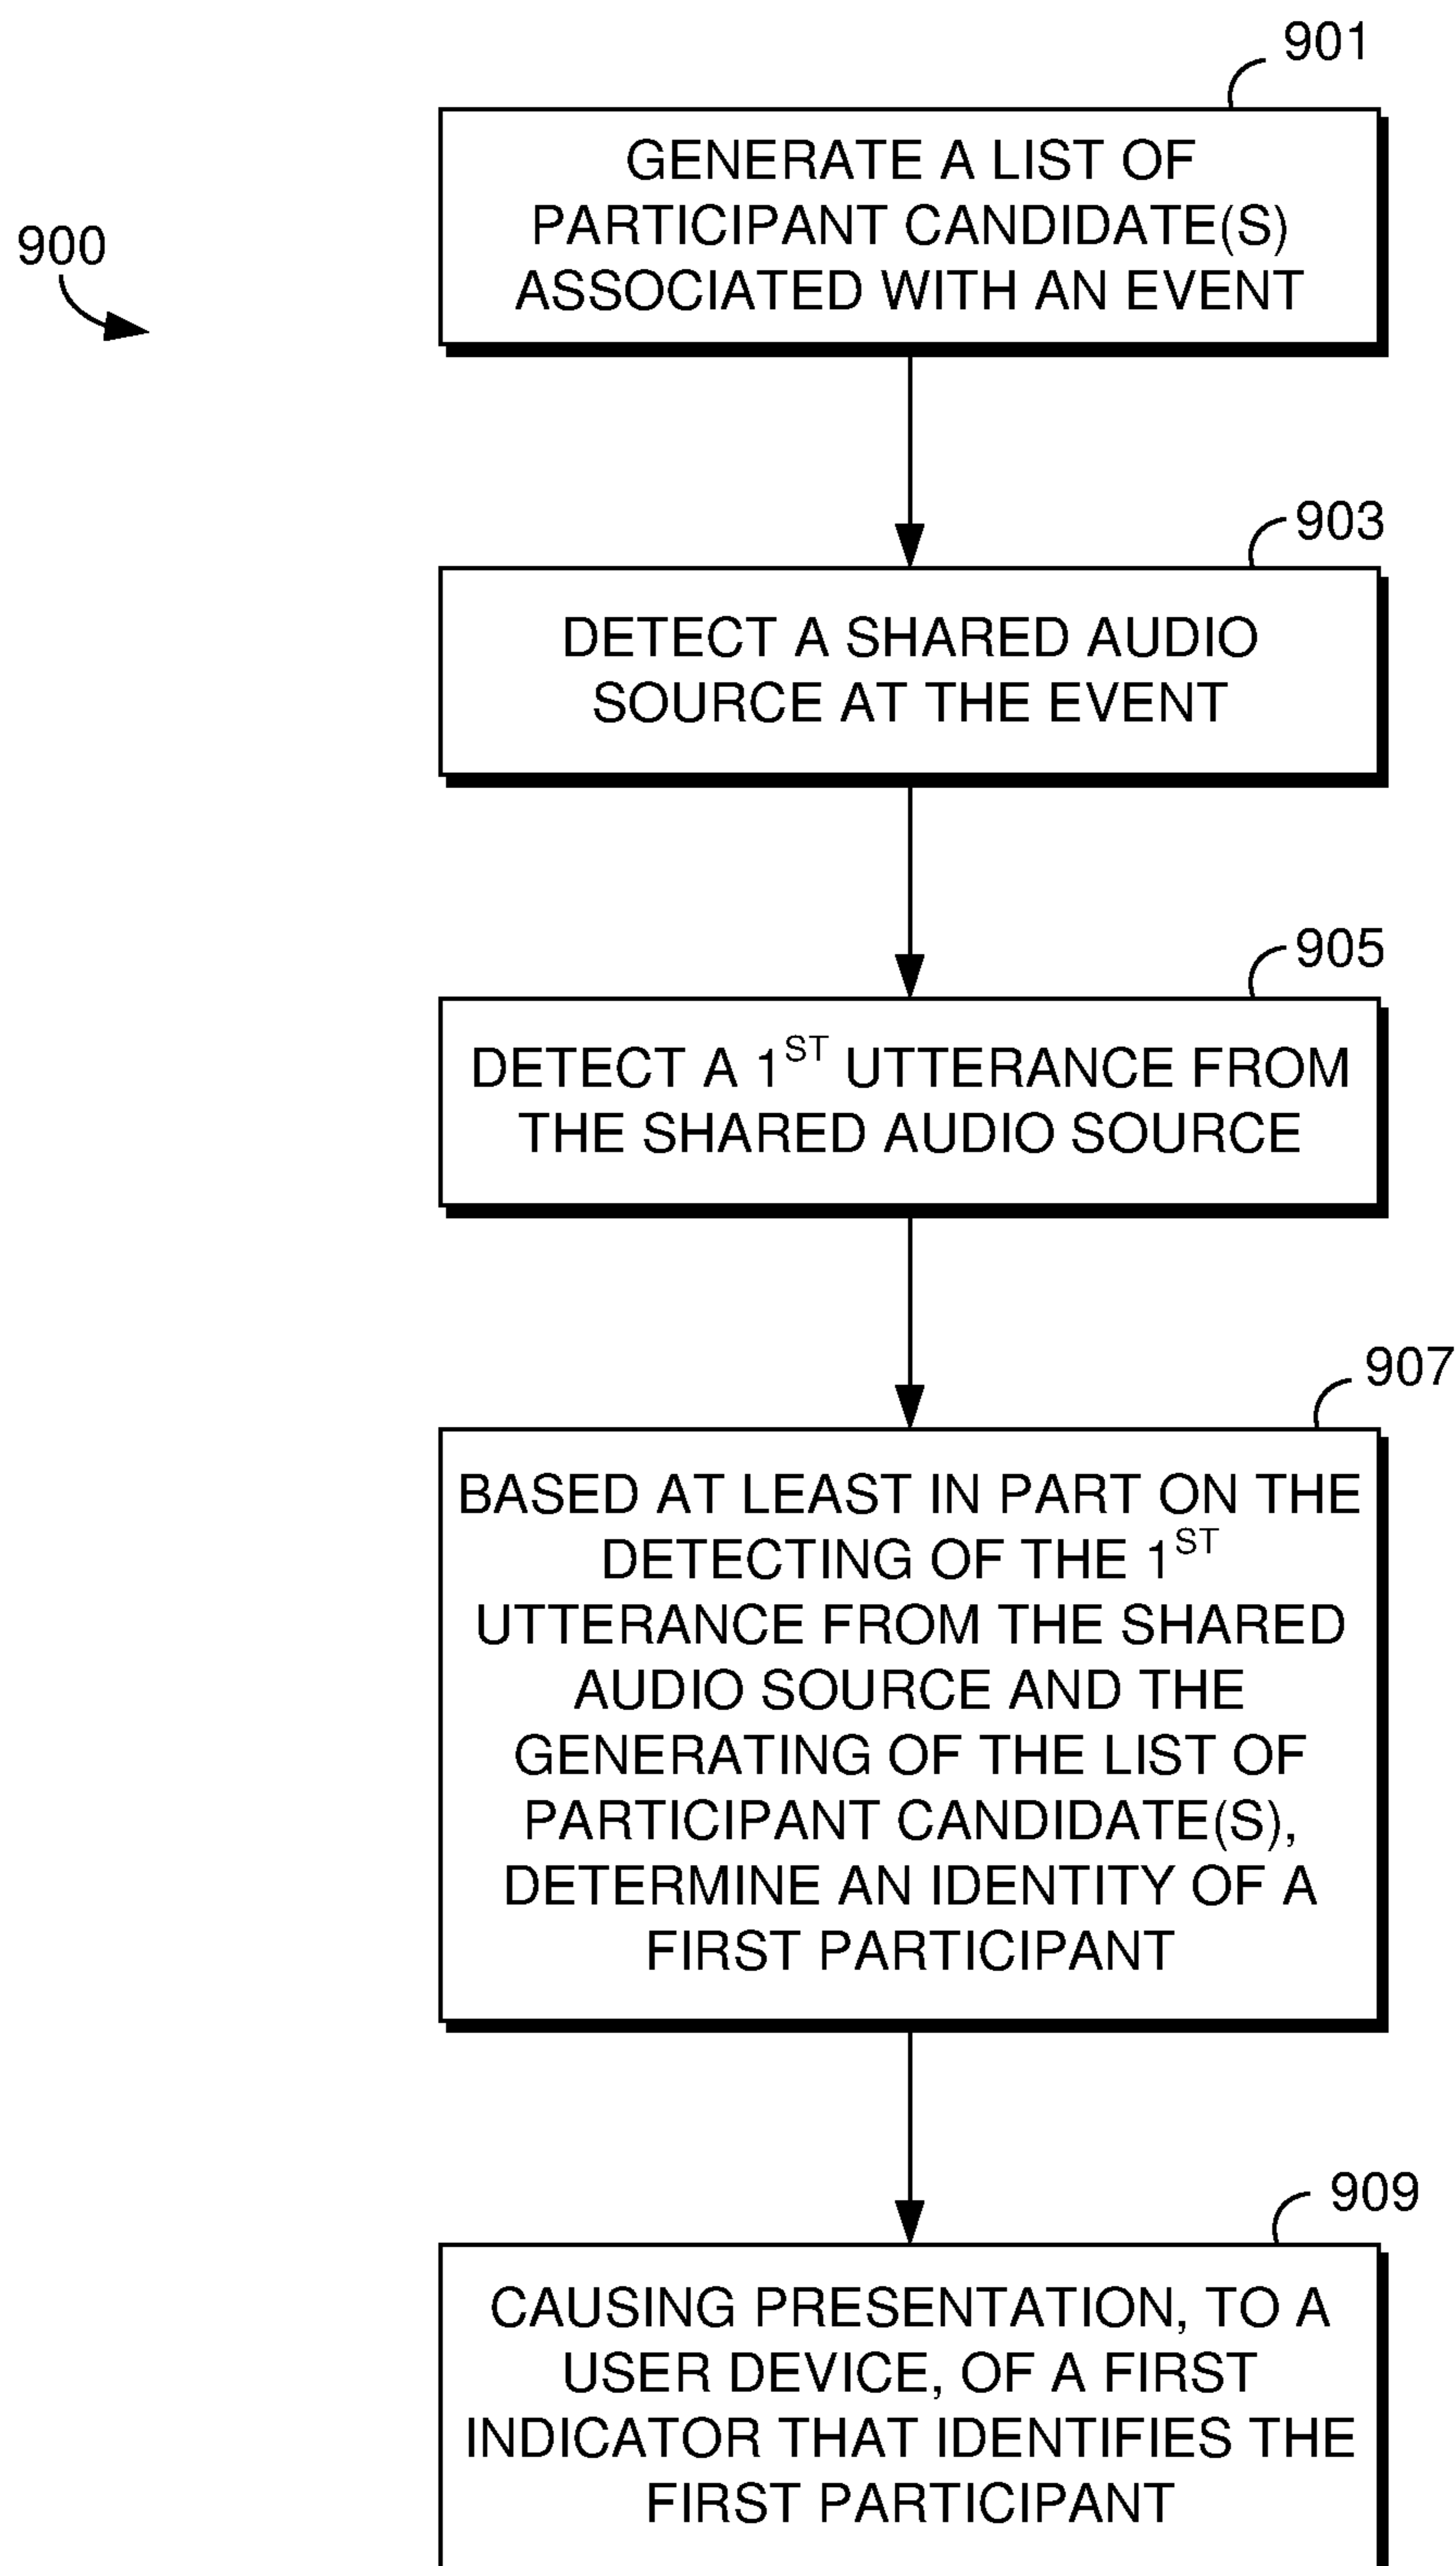 901
GENERATE A LIST OF
PARTICIPANT CANDIDATE(S)
ASSOCIATED WITH AN EVENT
900
903
DETECT A SHARED AUDIO
SOURCE AT THE EVENT
905
DETECT A 1ST UTTERANCE FROM
THE SHARED AUDIO SOURCE
907
BASED AT LEAST IN PART ON THE
DETECTING OF THE 1ST
UTTERANCE FROM THE SHARED
AUDIO SOURCE AND THE
GENERATING OF THE LIST OF
PARTICIPANT CANDIDATE(S),
DETERMINE AN IDENTITY OF A
FIRST PARTICIPANT
909
CAUSING PRESENTATION, TO A
USER DEVICE, OF A FIRST
INDICATOR THAT IDENTIFIES THE
FIRST PARTICIPANT